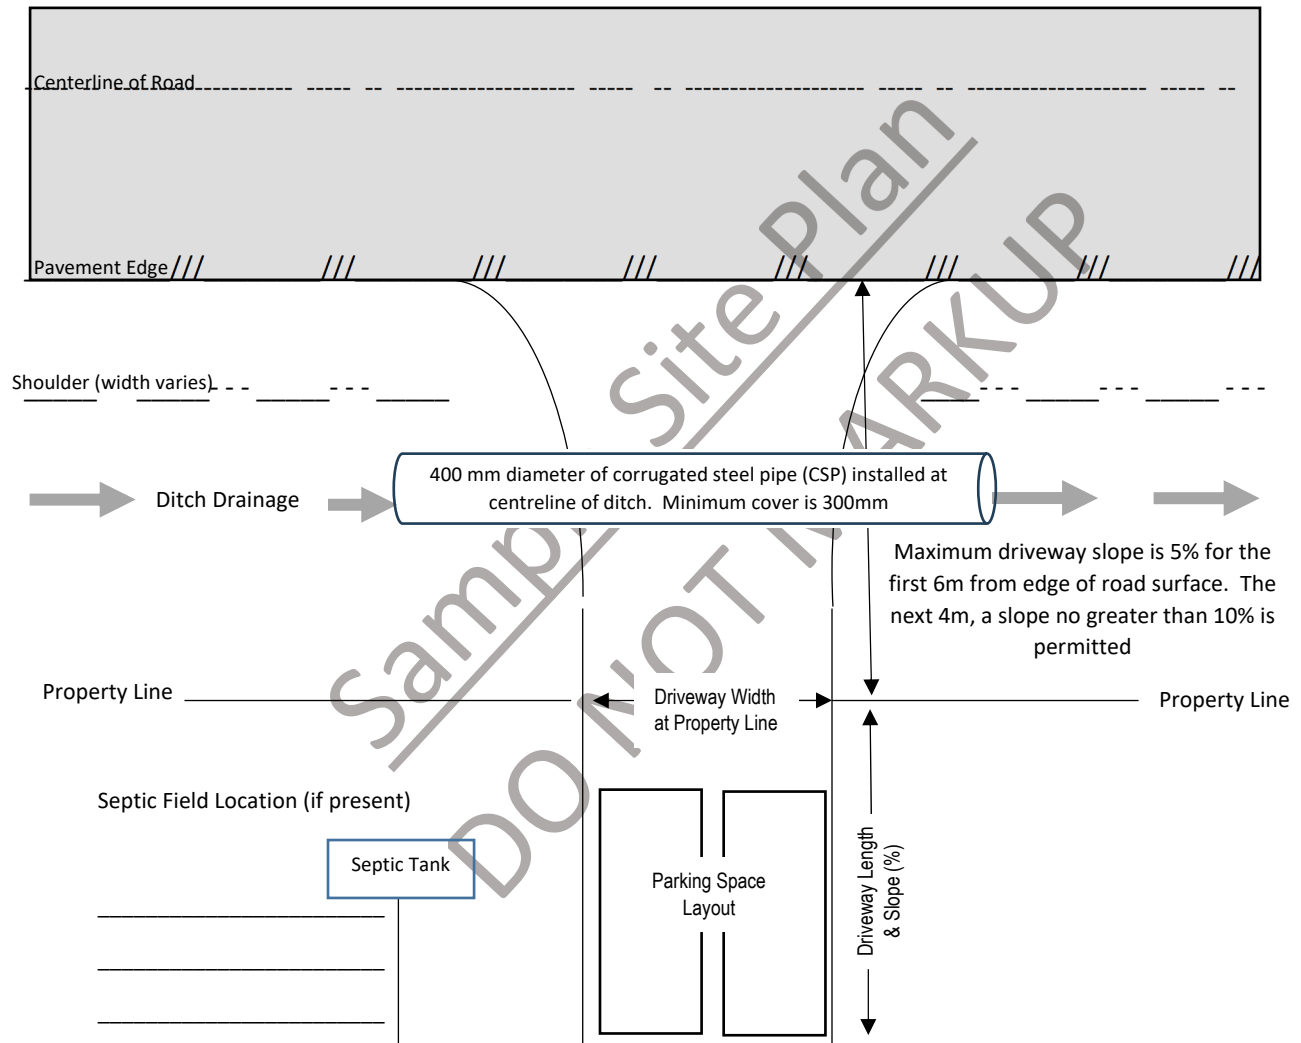 Centerline of Road
Pavement Edge
Shoulder (width varies)
400 mm diameter of corrugated steel pipe (CSP) installed at
centreline of ditch.  Minimum cover is 300mm
Ditch Drainage
Maximum driveway slope is 5% for the
first 6m from edge of road surface.  The
next 4m, a slope no greater than 10% is
permitted
Property Line
Driveway Width
at Property Line
Property Line
Septic Field Location (if present)
Septic Tank
Parking Space
Layout
Driveway Length
& Slope (%)
Sample Site Plan
DO NOT MARKUP